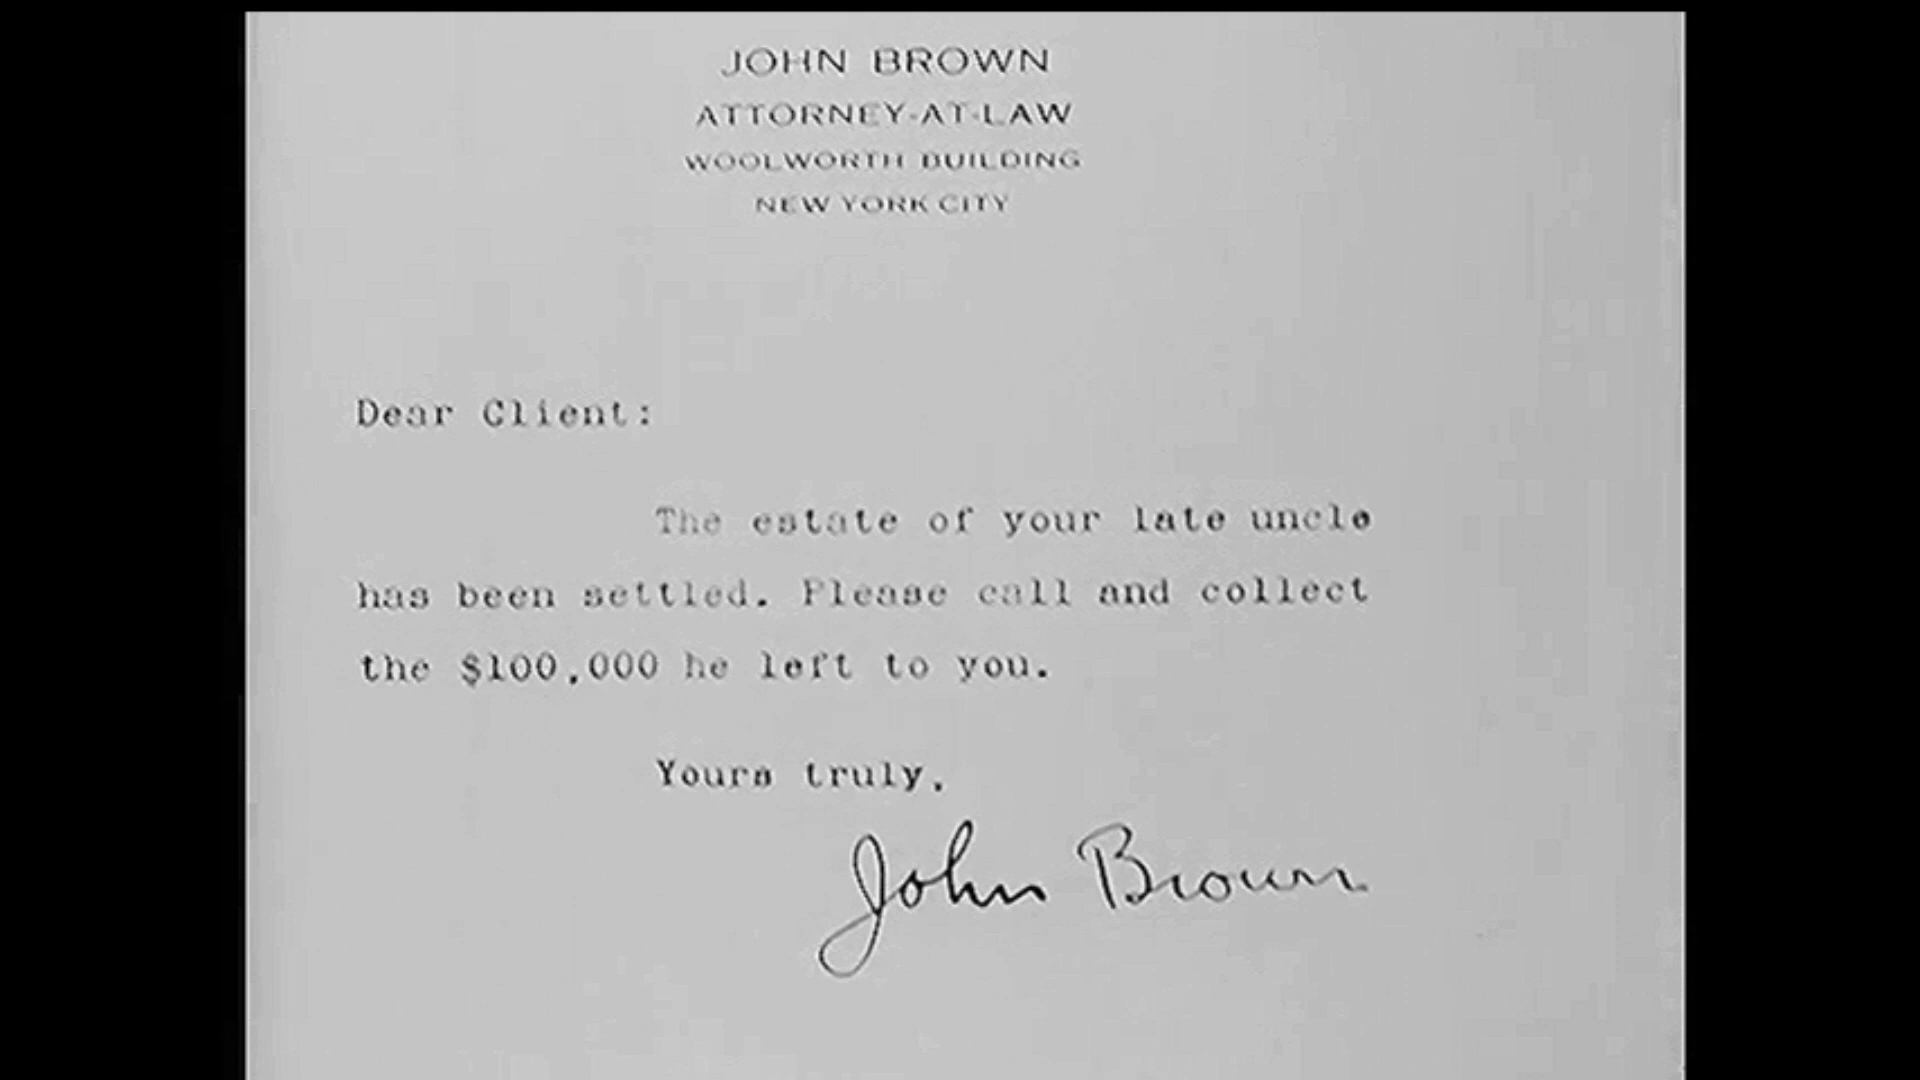 JOHN BROWN
ATTORNEY-AT-LAW
WOOLWORTH BUILDING
NEW YORK CITY
Dear Client:
The estate of your late uncle
has been settled. Please call and collect
the $100,000 he left to you.
Yours truly,
John Brown